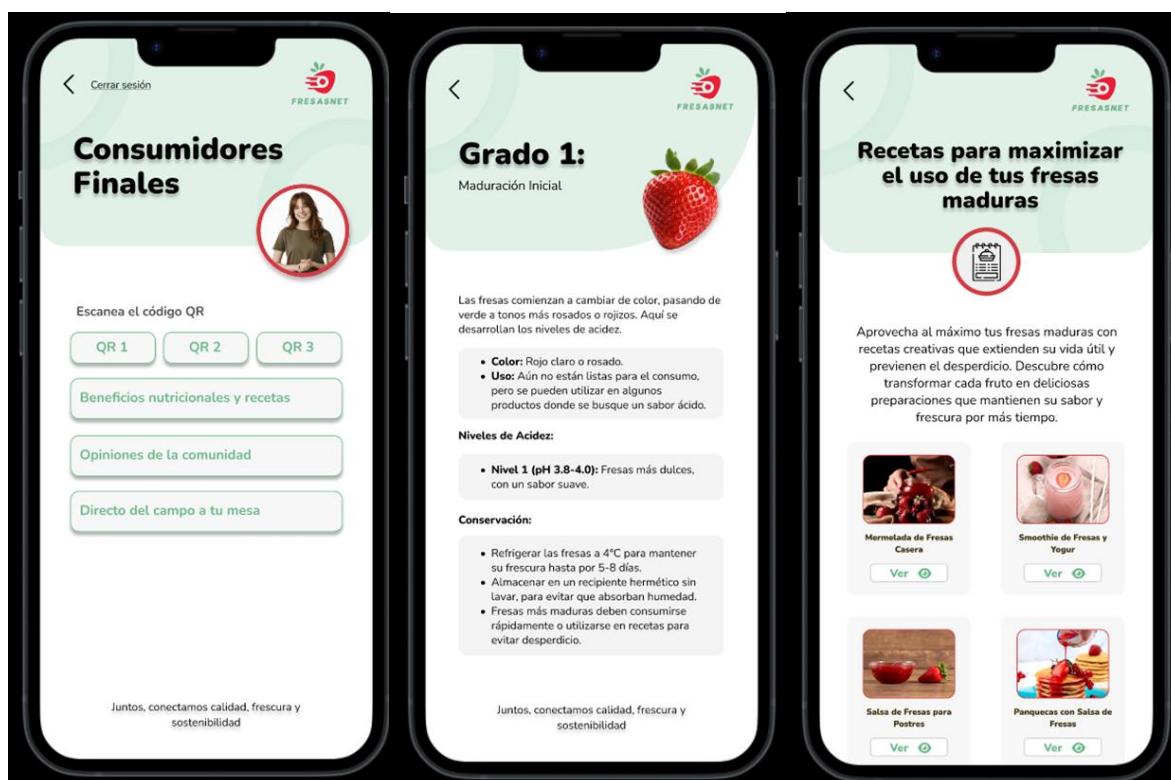 Cerrar sesión
FRESASNET
Consumidores
Finales
Escanea el código QR
QR 1
QR 2
QR 3
Beneficios nutricionales y recetas
Opiniones de la comunidad
Directo del campo a tu mesa
Juntos, conectamos calidad, frescura y
sostenibilidad
FRESASNET
Grado 1:
Maduración Inicial
Las fresas comienzan a cambiar de color, pasando de
verde a tonos más rosados o rojizos. Aquí se
desarrollan los niveles de acidez.
• Color: Rojo claro o rosado.
• Uso: Aún no están listas para el consumo,
pero se pueden utilizar en algunos
productos donde se busque un sabor ácido.
Niveles de Acidez:
• Nivel 1 (pH 3.8-4.0): Fresas más dulces,
con un sabor suave.
Conservación:
• Refrigerar las fresas a 4°C para mantener
su frescura hasta por 5-8 días.
• Almacenar en un recipiente hermético sin
lavar, para evitar que absorban humedad.
• Fresas más maduras deben consumirse
rápidamente o utilizarse en recetas para
evitar desperdicio.
Juntos, conectamos calidad, frescura y
sostenibilidad
FRESASNET
Recetas para maximizar
el uso de tus fresas
maduras
Aprovecha al máximo tus fresas maduras con
recetas creativas que extienden su vida útil y
previenen el desperdicio. Descubre cómo
transformar cada fruto en deliciosas
preparaciones que mantienen su sabor y
frescura por más tiempo.
Mermelada de Fresas
Casera
Ver
Smoothie de Fresas y
Yogur
Ver
Salsa de Fresas para
Postres
Ver
Panquecas con Salsa de
Fresas
Ver